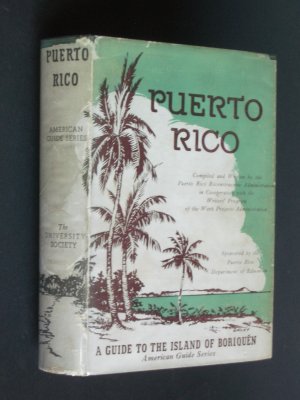 PUERTO
RICO
AMERICAN
GUIDE SERIES
The
UNIVERSITY
SOCIETY
PUERTO
RICO
Compiled and Written by the
Puerto Rico Reconstruction Administration
in Cooperation with the
Writers' Program
of the Work Projects Administration
Sponsored by the
Puerto Rico
Department of Education
A GUIDE TO THE ISLAND OF BORIQUÉN
American Guide Series